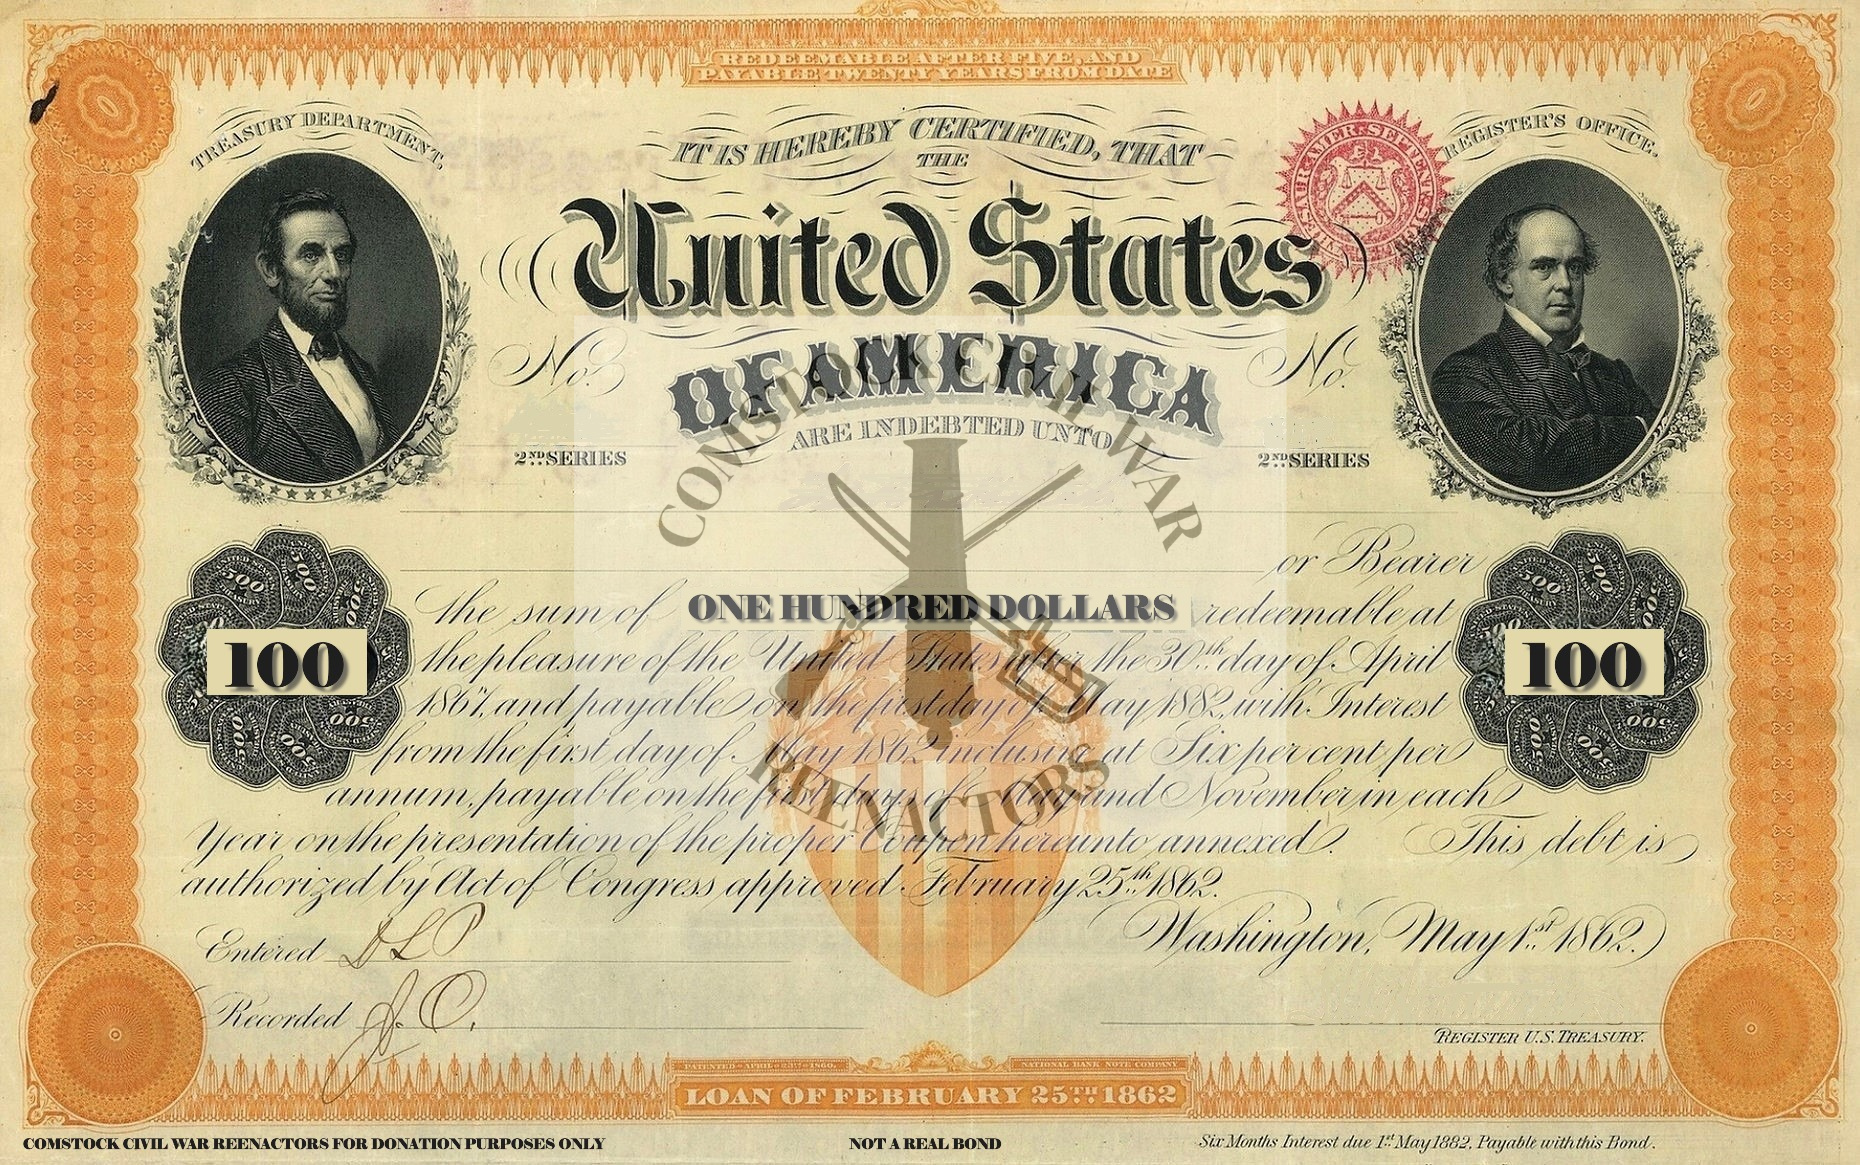 REDEEMABLE AFTER FIVE, AND
PAYABLE TWENTY YEARS FROM DATE
TREASURY DEPARTMENT,
IT IS HEREBY CERTIFIED, THAT
THE
REGISTER'S OFFICE,
United States
No.
OF AMERICA
No.
ARE INDEBTED UNTO
2ND SERIES
2ND SERIES
COMSTOCK CIVIL WAR
REENACTORS
or Bearer
the sum of ONE HUNDRED DOLLARS redeemable at
100
100
the pleasure of the United States after the 30th day of April
1867, and payable on the first day of May 1882, with Interest
from the first day of May 1862 inclusive at Six per cent per
annum, payable on the first days of May and November in each
Year on the presentation of the proper Coupon hereunto annexed. This debt is
authorized by Act of Congress approved February 25th 1862.
Washington, May 1st 1862.
Entered DLP
Recorded J.O.
REGISTER U.S. TREASURY.
PATENTED APRIL 23RD 1860.
NATIONAL BANK NOTE COMPANY
LOAN OF FEBRUARY 25TH 1862
COMSTOCK CIVIL WAR REENACTORS FOR DONATION PURPOSES ONLY
NOT A REAL BOND
Six Months Interest due 1st May 1882, Payable with this Bond.